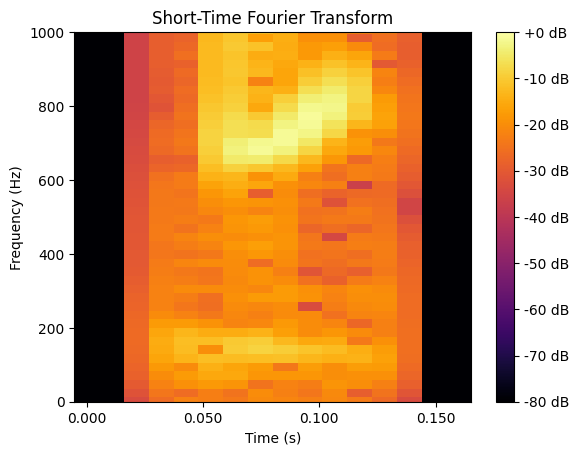 Short-Time Fourier Transform
1000
800
600
400
200
0
Frequency (Hz)
0.000
0.050
0.100
0.150
Time (s)
+0 dB
-10 dB
-20 dB
-30 dB
-40 dB
-50 dB
-60 dB
-70 dB
-80 dB